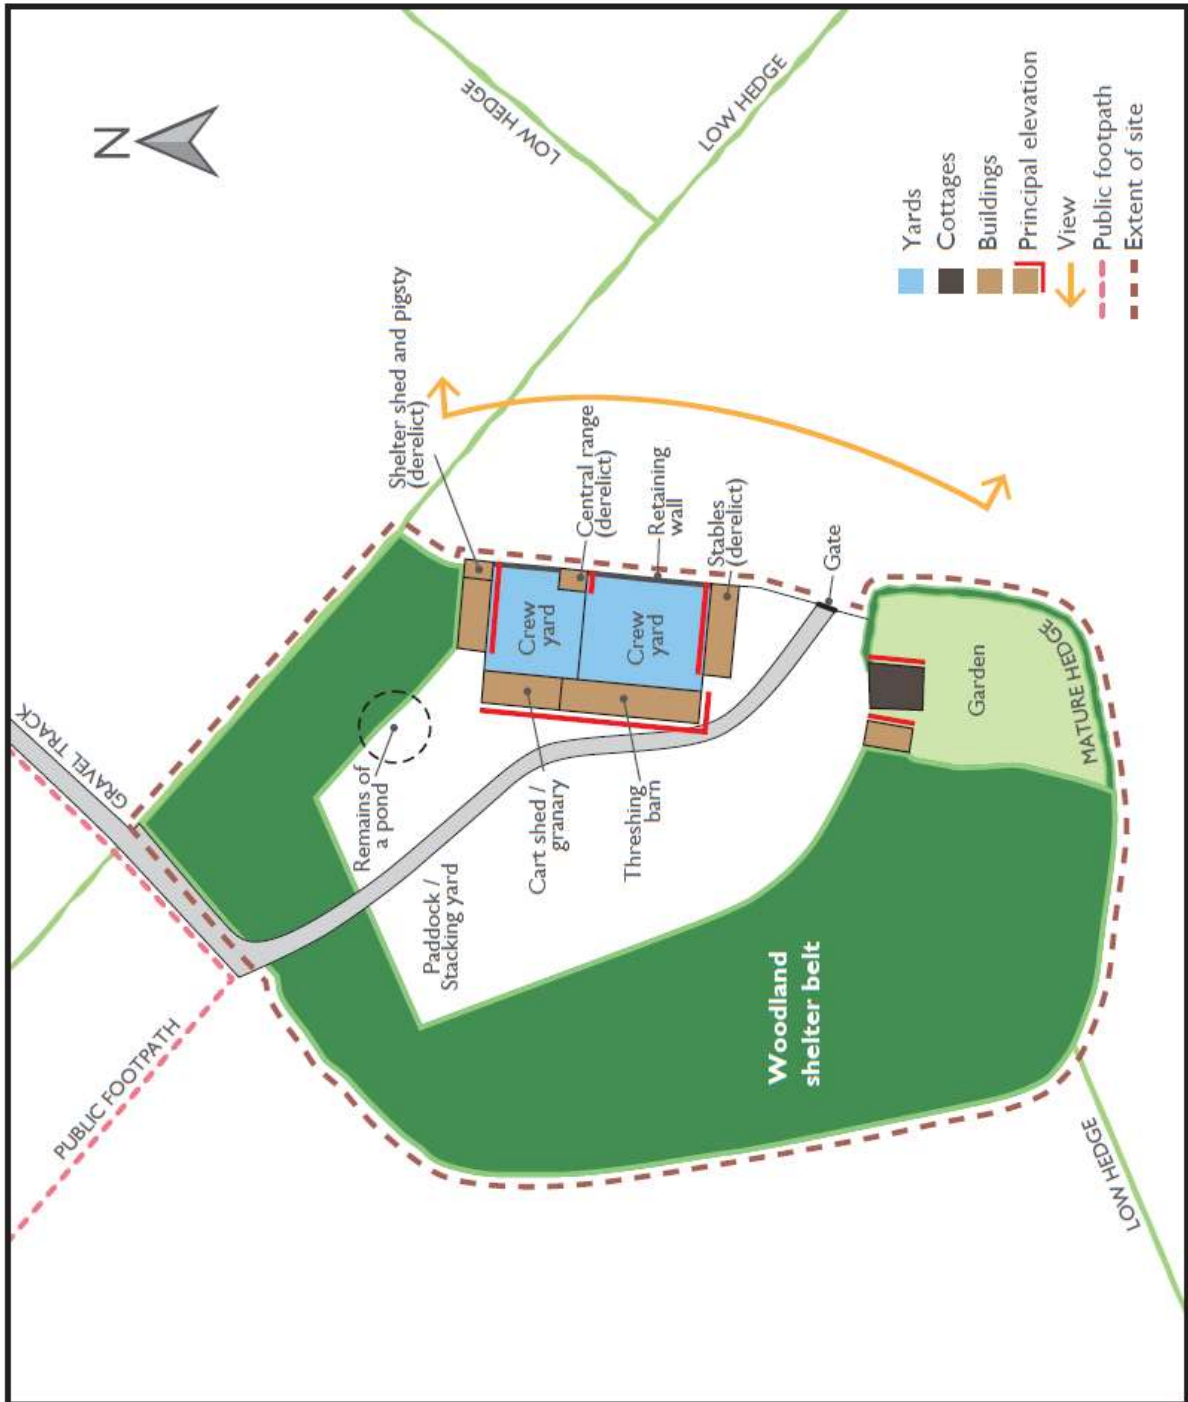 N
LOW HEDGE
LOW HEDGE
GRAVEL TRACK
PUBLIC FOOTPATH
Shelter shed and pigsty
(derelict)
Central range
(derelict)
Retaining
wall
Stables
(derelict)
Gate
Crew
yard
Crew
yard
Remains of
a pond
Cart shed /
granary
Threshing
barn
Paddock /
Stacking yard
Garden
MATURE HEDGE
Woodland
shelter belt
LOW HEDGE
Yards
Cottages
Buildings
Principal elevation
View
Public footpath
Extent of site